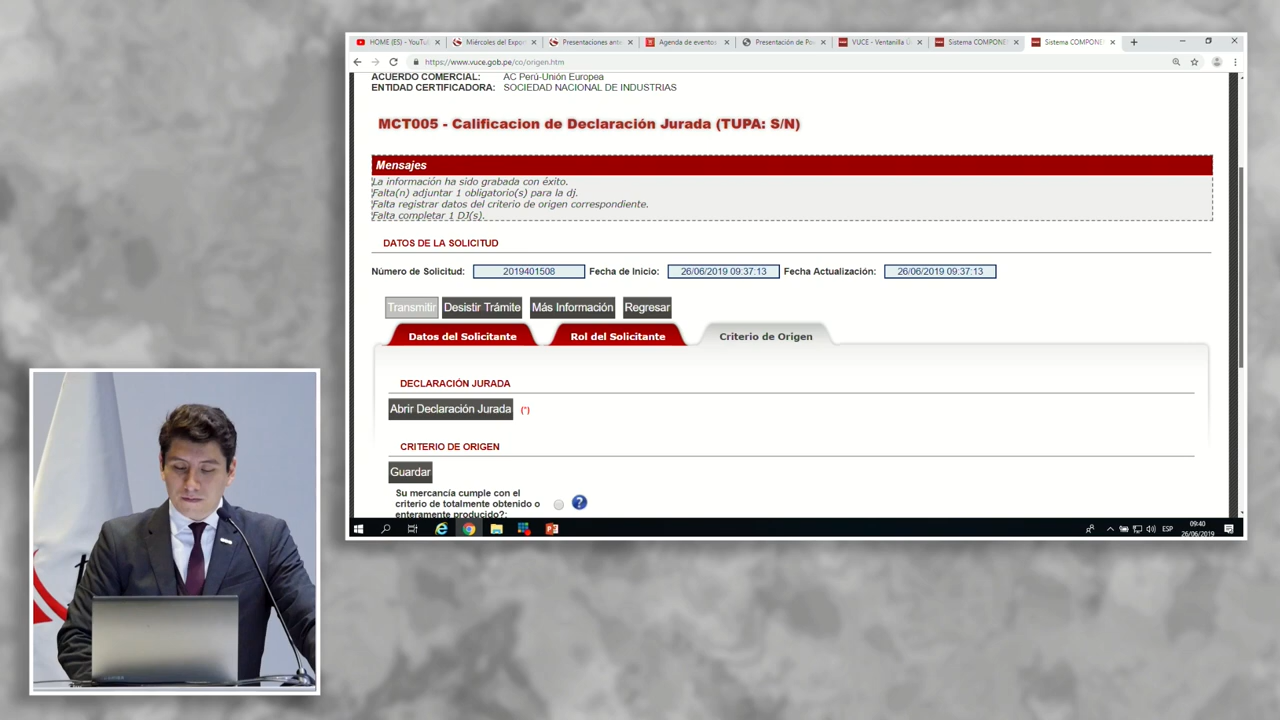 HOME (ES) - YouTu
Miércoles del Expor
Presentaciones ante
Agenda de eventos
Presentación de Po
VUCE - Ventanilla U
Sistema COMPONE
Sistema COMPONE
https://www.vuce.gob.pe/co/origen.htm
ACUERDO COMERCIAL: AC Perú-Unión Europea
ENTIDAD CERTIFICADORA: SOCIEDAD NACIONAL DE INDUSTRIAS
MCT005 - Calificacion de Declaración Jurada (TUPA: S/N)
Mensajes
La información ha sido grabada con éxito.
Falta(n) adjuntar 1 obligatorio(s) para la dj.
Falta registrar datos del criterio de origen correspondiente.
Falta completar 1 DJ(s).
DATOS DE LA SOLICITUD
Número de Solicitud: 2019401508 Fecha de Inicio: 26/06/2019 09:37:13 Fecha Actualización: 26/06/2019 09:37:13
Transmitir Desistir Trámite Más Información Regresar
Datos del Solicitante Rol del Solicitante Criterio de Origen
DECLARACIÓN JURADA
Abrir Declaración Jurada (*)
CRITERIO DE ORIGEN
Guardar
Su mercancía cumple con el
criterio de totalmente obtenido o
enteramente producido?:
ESP
09:40
26/06/2019